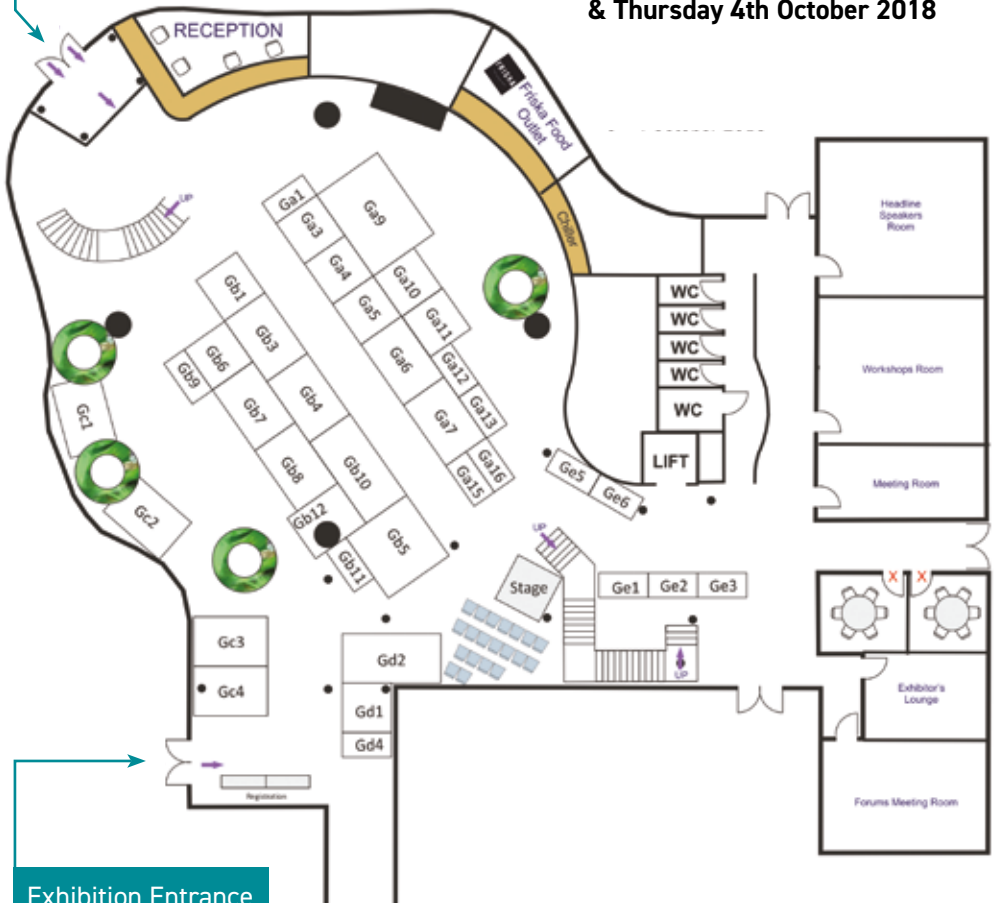 & Thursday 4th October 2018
RECEPTION
FRISKA
Friska Food
Outlet
Chiller
UP
Headline
Speakers
Room
Ga1
Ga3
Ga9
Ga4
Ga5
Ga10
Ga11
Ga6
Ga12
Ga13
Ga7
Ga16
Ga15
Gb1
Gb3
Gb6
Gb9
Gb4
Gb7
Gb8
Gb10
Gb12
Gb5
Gb11
WC
WC
WC
WC
WC
LIFT
Workshops Room
Meeting Room
Gc1
Gc2
Ge5
Ge6
UP
Stage
Ge1
Ge2
Ge3
X
X
UP
Gc3
Gc4
Gd2
Gd1
Gd4
Exhibitor's
Lounge
Forums Meeting Room
Registration
Exhibition Entrance